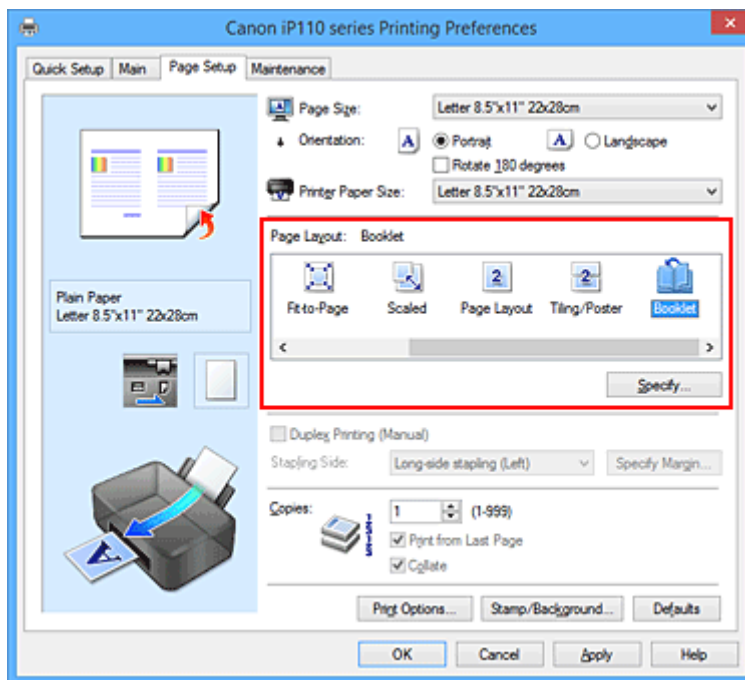 Canon iP110 series Printing Preferences
Quick Setup Main Page Setup Maintenance
Page Size: Letter 8.5"x11" 22x28cm
Orientation: A Portrait A Landscape
Rotate 180 degrees
Printer Paper Size: Letter 8.5"x11" 22x28cm
Page Layout: Booklet
2 2
Fit-to-Page Scaled Page Layout Tiling/Poster Booklet
Specify...
Plain Paper
Letter 8.5"x11" 22x28cm
Duplex Printing (Manual)
Stapling Side: Long-side stapling (Left) Specify Margin...
Copies: 1 (1-999)
Print from Last Page
Collate
A
Print Options... Stamp/Background... Defaults
OK Cancel Apply Help